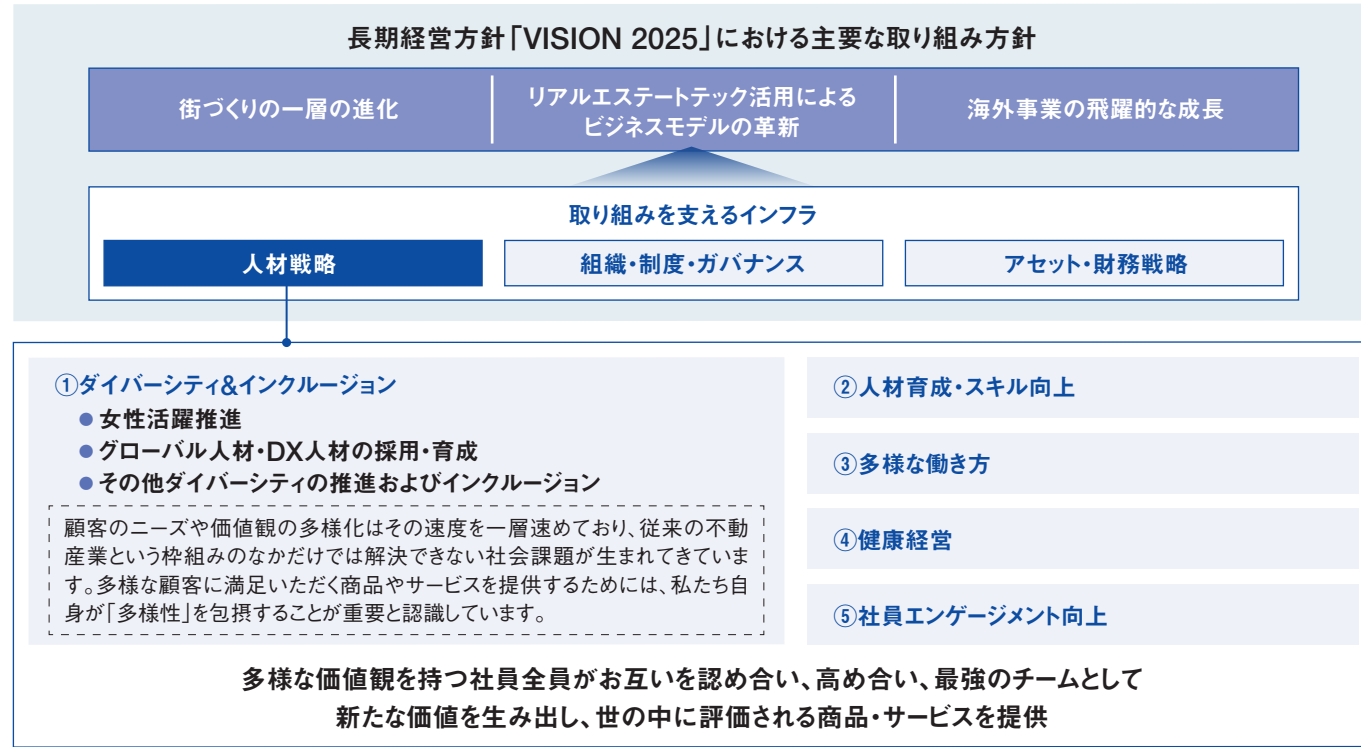 長期経営方針「VISION 2025」における主要な取り組み方針
街づくりの一層の進化
リアルエステートテック活用による
ビジネスモデルの革新
海外事業の飛躍的な成長
取り組みを支えるインフラ
人材戦略
組織・制度・ガバナンス
アセット・財務戦略
①ダイバーシティ&インクルージョン
● 女性活躍推進
● グローバル人材・DX人材の採用・育成
● その他ダイバーシティの推進およびインクルージョン
顧客のニーズや価値観の多様化はその速度を一層速めており、従来の不動
産業という枠組みのなかだけでは解決できない社会課題が生まれてきていま
す。多様な顧客に満足いただく商品やサービスを提供するためには、私たち自
身が「多様性」を包摂することが重要と認識しています。
②人材育成・スキル向上
③多様な働き方
④健康経営
⑤社員エンゲージメント向上
多様な価値観を持つ社員全員がお互いを認め合い、高め合い、最強のチームとして
新たな価値を生み出し、世の中に評価される商品・サービスを提供